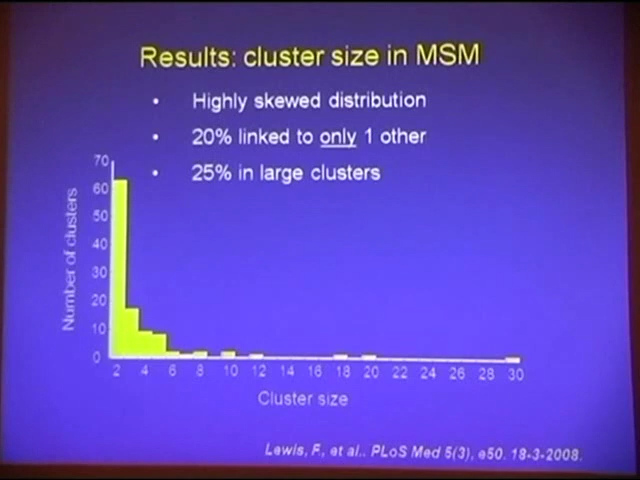 Results: cluster size in MSM
• Highly skewed distribution
• 20% linked to only 1 other
• 25% in large clusters
70
60
50
40
30
20
10
0
Number of clusters
2 4 6 8 10 12 14 16 18 20 22 24 26 28 30
Cluster size
Lewis, F, et al.. PLoS Med 5(3), e50. 18-3-2008.